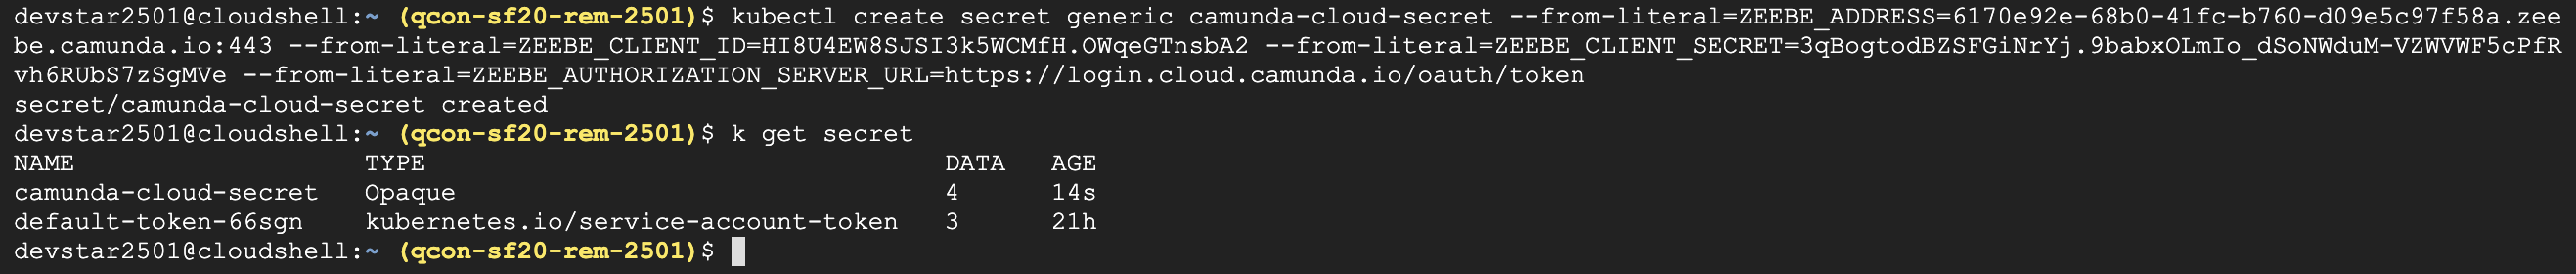 devstar2501@cloudshell:~ (qcon-sf20-rem-2501)$ kubectl create secret generic camunda-cloud-secret --from-literal=ZEEBE_ADDRESS=6170e92e-68b0-41fc-b760-d09e5c97f58a.zee
be.camunda.io:443 --from-literal=ZEEBE_CLIENT_ID=HI8U4EW8SJSI3k5WCMfH.OWqeGTnsbA2 --from-literal=ZEEBE_CLIENT_SECRET=3qBogtodBZSFGiNrYj.9babxOLmIo_dSoNWduM-VZWVWF5cPfR
vh6RUbS7zSgMVe --from-literal=ZEEBE_AUTHORIZATION_SERVER_URL=https://login.cloud.camunda.io/oauth/token
secret/camunda-cloud-secret created
devstar2501@cloudshell:~ (qcon-sf20-rem-2501)$ k get secret
NAME TYPE DATA AGE
camunda-cloud-secret Opaque 4 14s
default-token-66sgn kubernetes.io/service-account-token 3 21h
devstar2501@cloudshell:~ (qcon-sf20-rem-2501)$